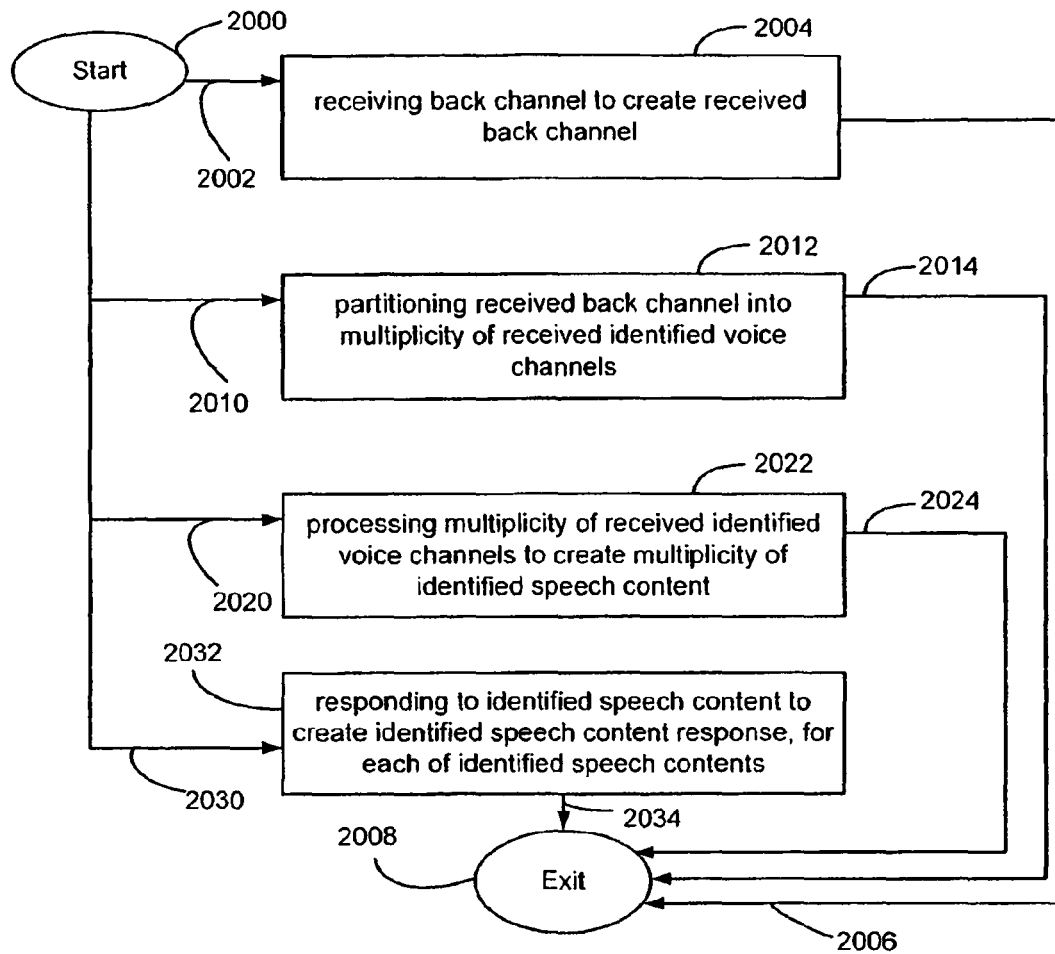 2000
Start
2002
2004
receiving back channel to create received
back channel
2012
2014
partitioning received back channel into
multiplicity of received identified voice
channels
2010
2022
2024
processing multiplicity of received identified
voice channels to create multiplicity of
identified speech content
2020
2032
responding to identified speech content to
create identified speech content response, for
each of identified speech contents
2030
2034
2008
Exit
2006